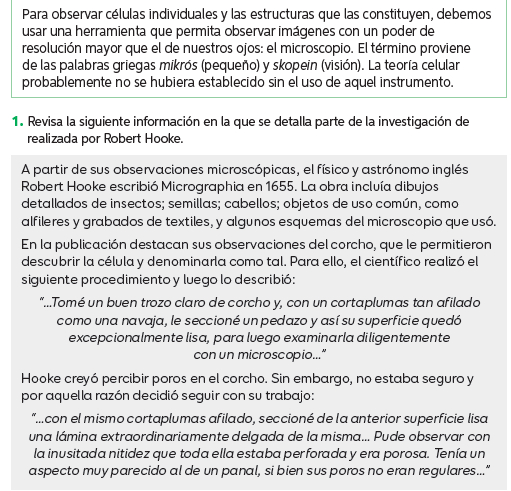 Para observar células individuales y las estructuras que las constituyen, debemos
usar una herramienta que permita observar imágenes con un poder de
resolución mayor que el de nuestros ojos: el microscopio. El término proviene
de las palabras griegas mikrós (pequeño) y skopein (visión). La teoría celular
probablemente no se hubiera establecido sin el uso de aquel instrumento.
1. Revisa la siguiente información en la que se detalla parte de la investigación de
realizada por Robert Hooke.
A partir de sus observaciones microscópicas, el físico y astrónomo inglés
Robert Hooke escribió Micrographia en 1655. La obra incluía dibujos
detallados de insectos; semillas; cabellos; objetos de uso común, como
alfileres y grabados de textiles, y algunos esquemas del microscopio que usó.
En la publicación destacan sus observaciones del corcho, que le permitieron
descubrir la célula y denominarla como tal. Para ello, el científico realizó el
siguiente procedimiento y luego lo describió:
"...Tomé un buen trozo claro de corcho y, con un cortaplumas tan afilado
como una navaja, le seccioné un pedazo y así su superficie quedó
excepcionalmente lisa, para luego examinarla diligentemente
con un microscopio..."
Hooke creyó percibir poros en el corcho. Sin embargo, no estaba seguro y
por aquella razón decidió seguir con su trabajo:
"...con el mismo cortaplumas afilado, seccioné de la anterior superficie lisa
una lámina extraordinariamente delgada de la misma... Pude observar con
la inusitada nitidez que toda ella estaba perforada y era porosa. Tenía un
aspecto muy parecido al de un panal, si bien sus poros no eran regulares..."